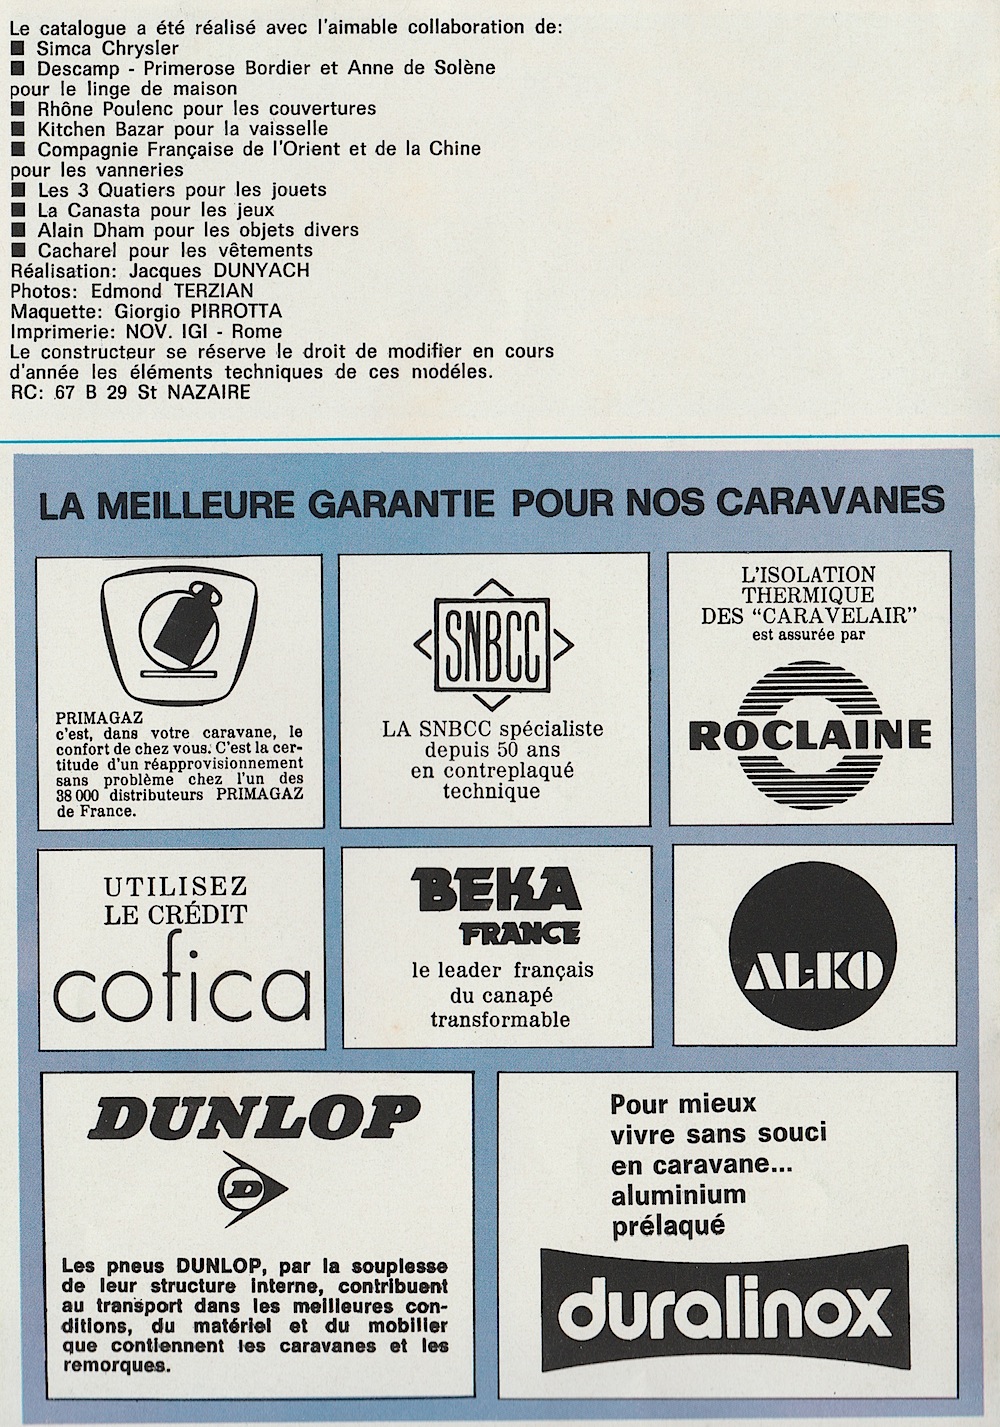 Le catalogue a été réalisé avec l'aimable collaboration de:
■ Simca Chrysler
■ Descamp - Primerose Bordier et Anne de Solène
pour le linge de maison
■ Rhône Poulenc pour les couvertures
■ Kitchen Bazar pour la vaisselle
■ Compagnie Française de l'Orient et de la Chine
pour les vanneries
■ Les 3 Quatiers pour les jouets
■ La Canasta pour les jeux
■ Alain Dham pour les objets divers
■ Cacharel pour les vêtements
Réalisation: Jacques DUNYACH
Photos: Edmond TERZIAN
Maquette: Giorgio PIRROTTA
Imprimerie: NOV. IGI - Rome
Le constructeur se réserve le droit de modifier en cours
d'année les éléments techniques de ces modéles.
RC: 67 B 29 St NAZAIRE
LA MEILLEURE GARANTIE POUR NOS CARAVANES
PRIMAGAZ
c'est, dans votre caravane, le
confort de chez vous. C'est la cer-
titude d'un réapprovisionnement
sans problème chez l'un des
38 000 distributeurs PRIMAGAZ
de France.
SNBCC
LA SNBCC spécialiste
depuis 50 ans
en contreplaqué
technique
L'ISOLATION
THERMIQUE
DES "CARAVELAIR"
est assurée par
ROCLAINE
UTILISEZ
LE CRÉDIT
cofica
BEKA
FRANCE
le leader français
du canapé
transformable
AL-KO
DUNLOP
D
Les pneus DUNLOP, par la souplesse
de leur structure interne, contribuent
au transport dans les meilleures con-
ditions, du matériel et du mobilier
que contiennent les caravanes et les
remorques.
Pour mieux
vivre sans souci
en caravane...
aluminium
prélaqué
duralinox